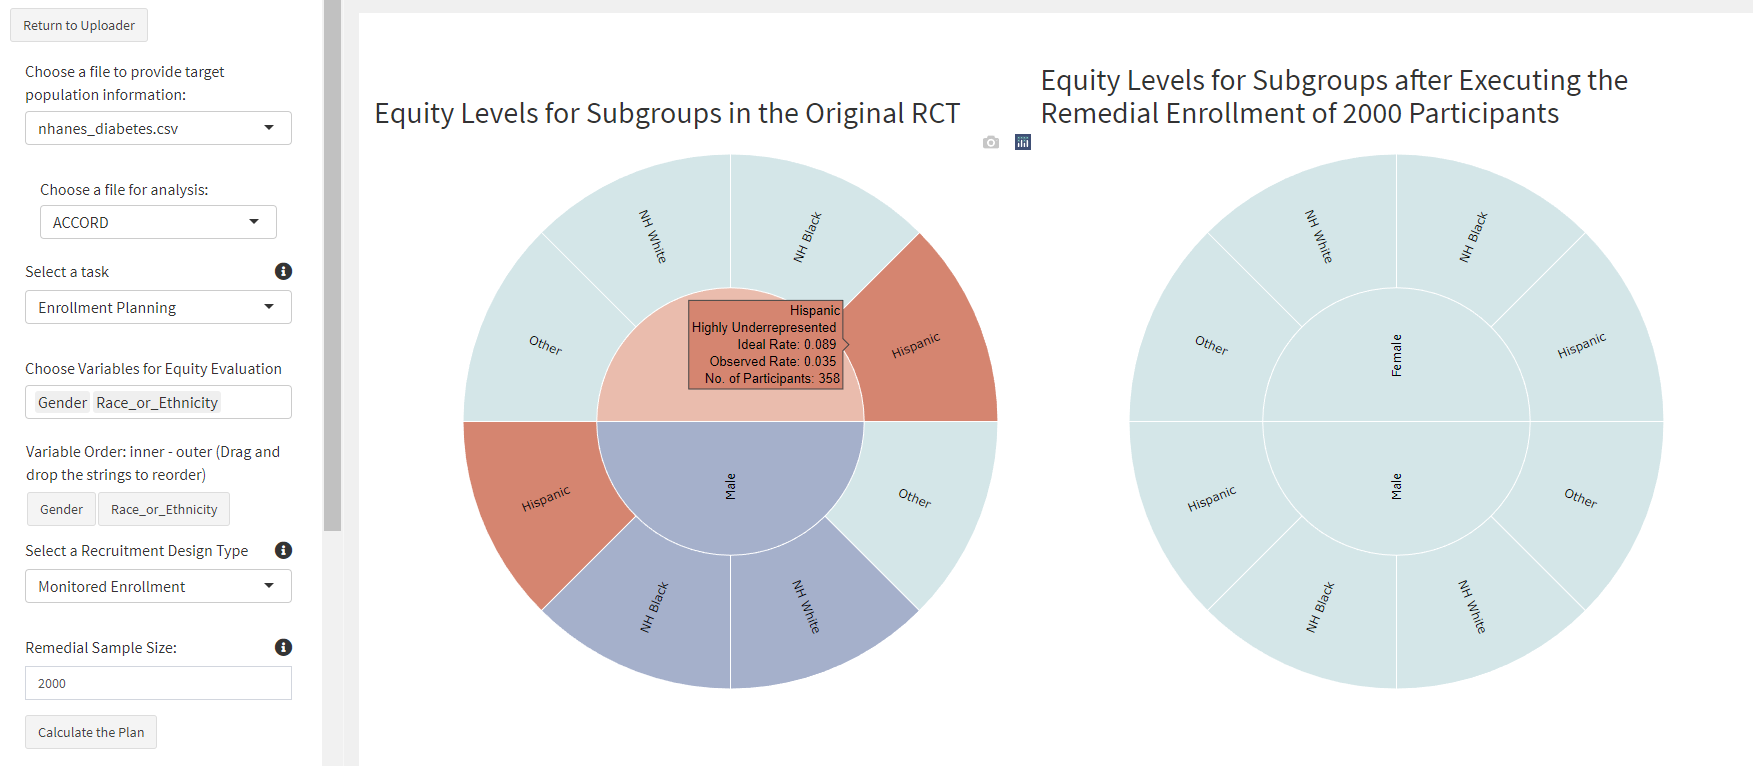 Return to Uploader
Choose a file to provide target
population information:
nhanes_diabetes.csv
Choose a file for analysis:
ACCORD
Select a task
Enrollment Planning
Choose Variables for Equity Evaluation
Gender Race_or_Ethnicity
Variable Order: inner - outer (Drag and
drop the strings to reorder)
Gender Race_or_Ethnicity
Select a Recruitment Design Type
Monitored Enrollment
Remedial Sample Size:
2000
Calculate the Plan
Equity Levels for Subgroups in the Original RCT
NH White
NH Black
Other
Hispanic
Hispanic
Highly Underrepresented
Ideal Rate: 0.089
Observed Rate: 0.035
No. of Participants: 358
Male
Hispanic
Other
NH Black
NH White
Equity Levels for Subgroups after Executing the
Remedial Enrollment of 2000 Participants
NH White
NH Black
Other
Hispanic
Female
Male
Hispanic
Other
NH Black
NH White